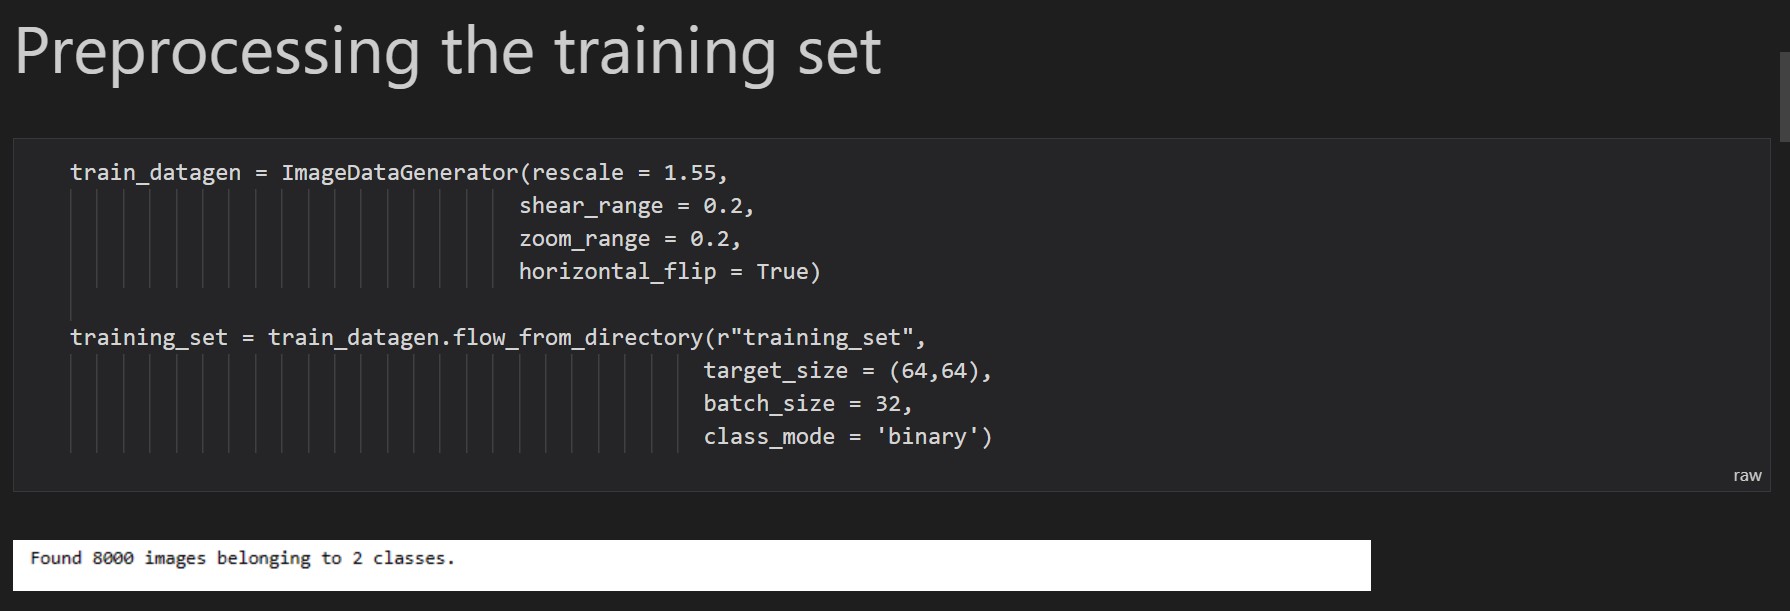 Preprocessing the training set
train_datagen = ImageDataGenerator(rescale = 1.55,
shear_range = 0.2,
zoom_range = 0.2,
horizontal_flip = True)
training_set = train_datagen.flow_from_directory(r"training_set",
target_size = (64,64),
batch_size = 32,
class_mode = 'binary')
raw
Found 8000 images belonging to 2 classes.